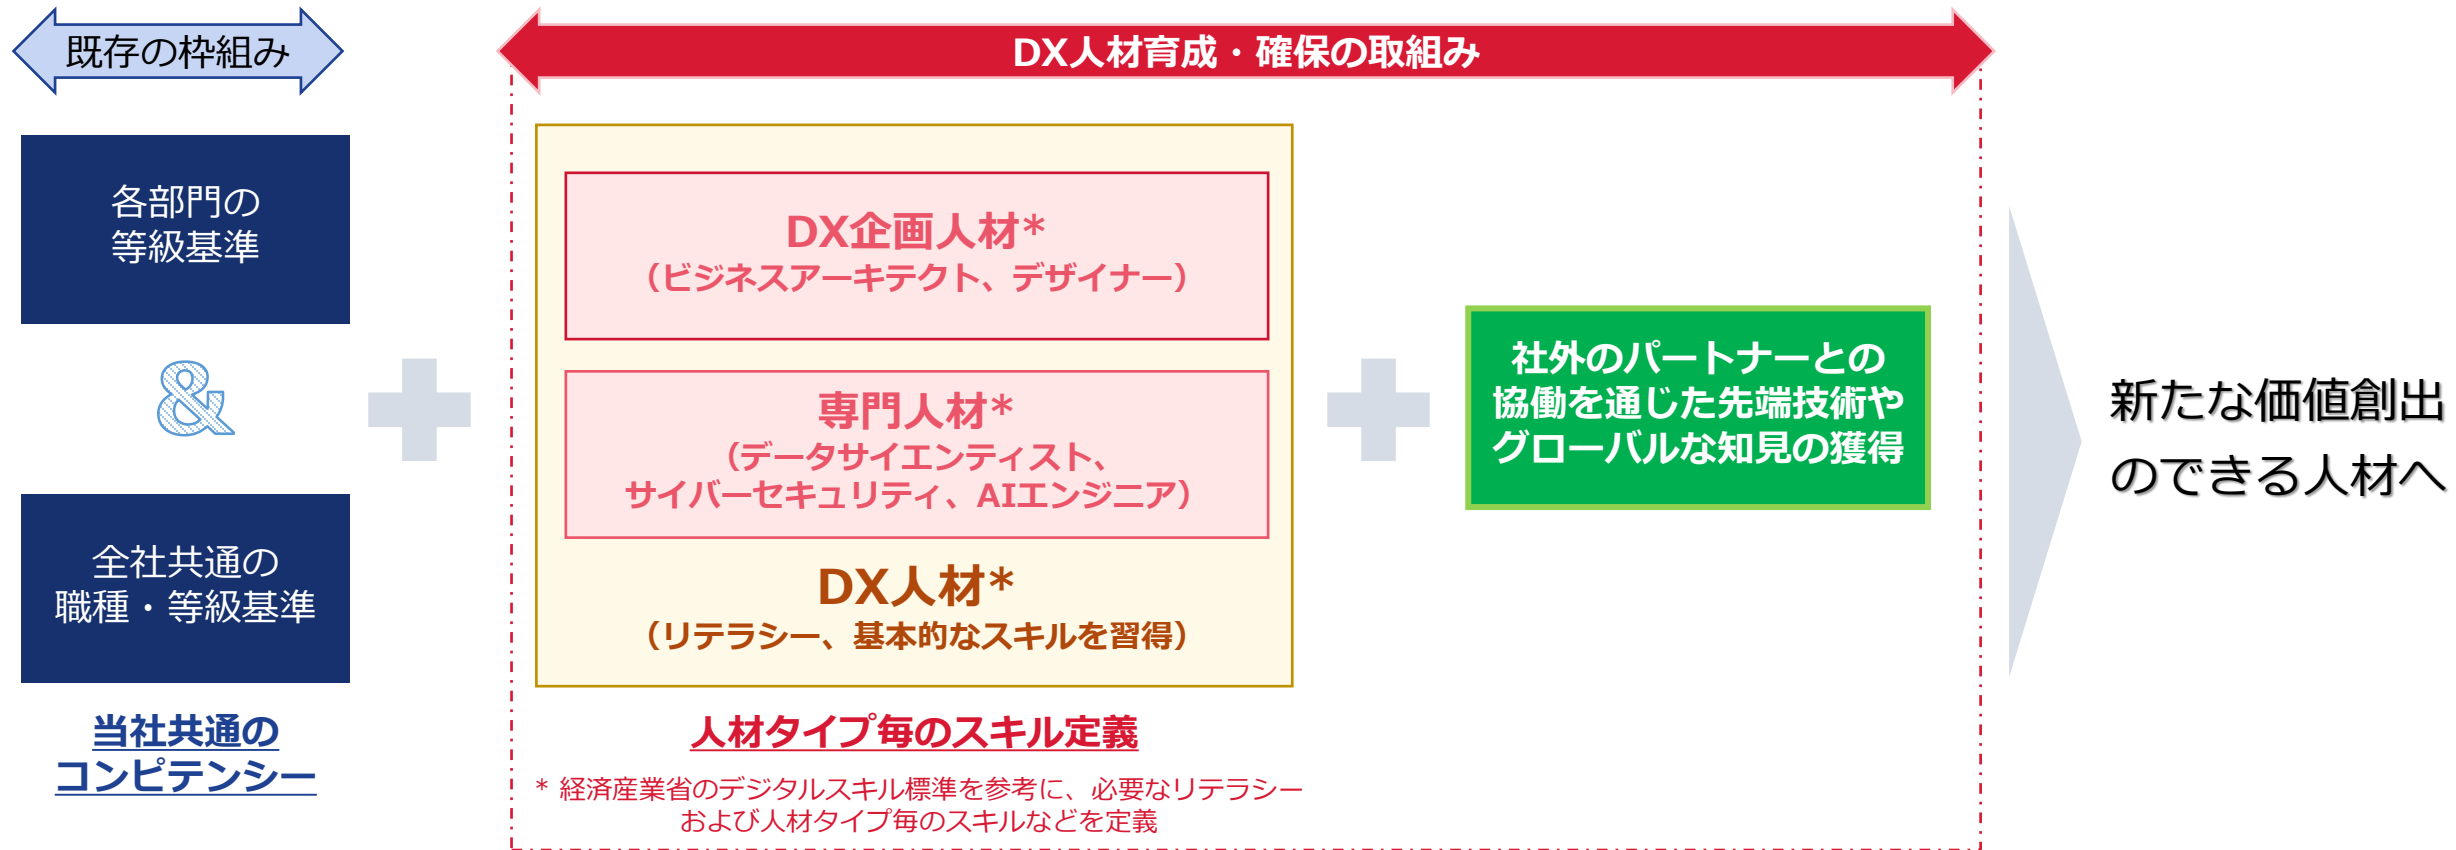 既存の枠組み
各部門の
等級基準
&
全社共通の
職種・等級基準
当社共通の
コンピテンシー
DX人材育成・確保の取組み
DX企画人材*
（ビジネスアーキテクト、デザイナー）
専門人材*
（データサイエンティスト、
サイバーセキュリティ、AIエンジニア）
DX人材*
（リテラシー、基本的なスキルを習得）
人材タイプ毎のスキル定義
* 経済産業省のデジタルスキル標準を参考に、必要なリテラシー
および人材タイプ毎のスキルなどを定義
社外のパートナーとの
協働を通じた先端技術や
グローバルな知見の獲得
新たな価値創出
のできる人材へ